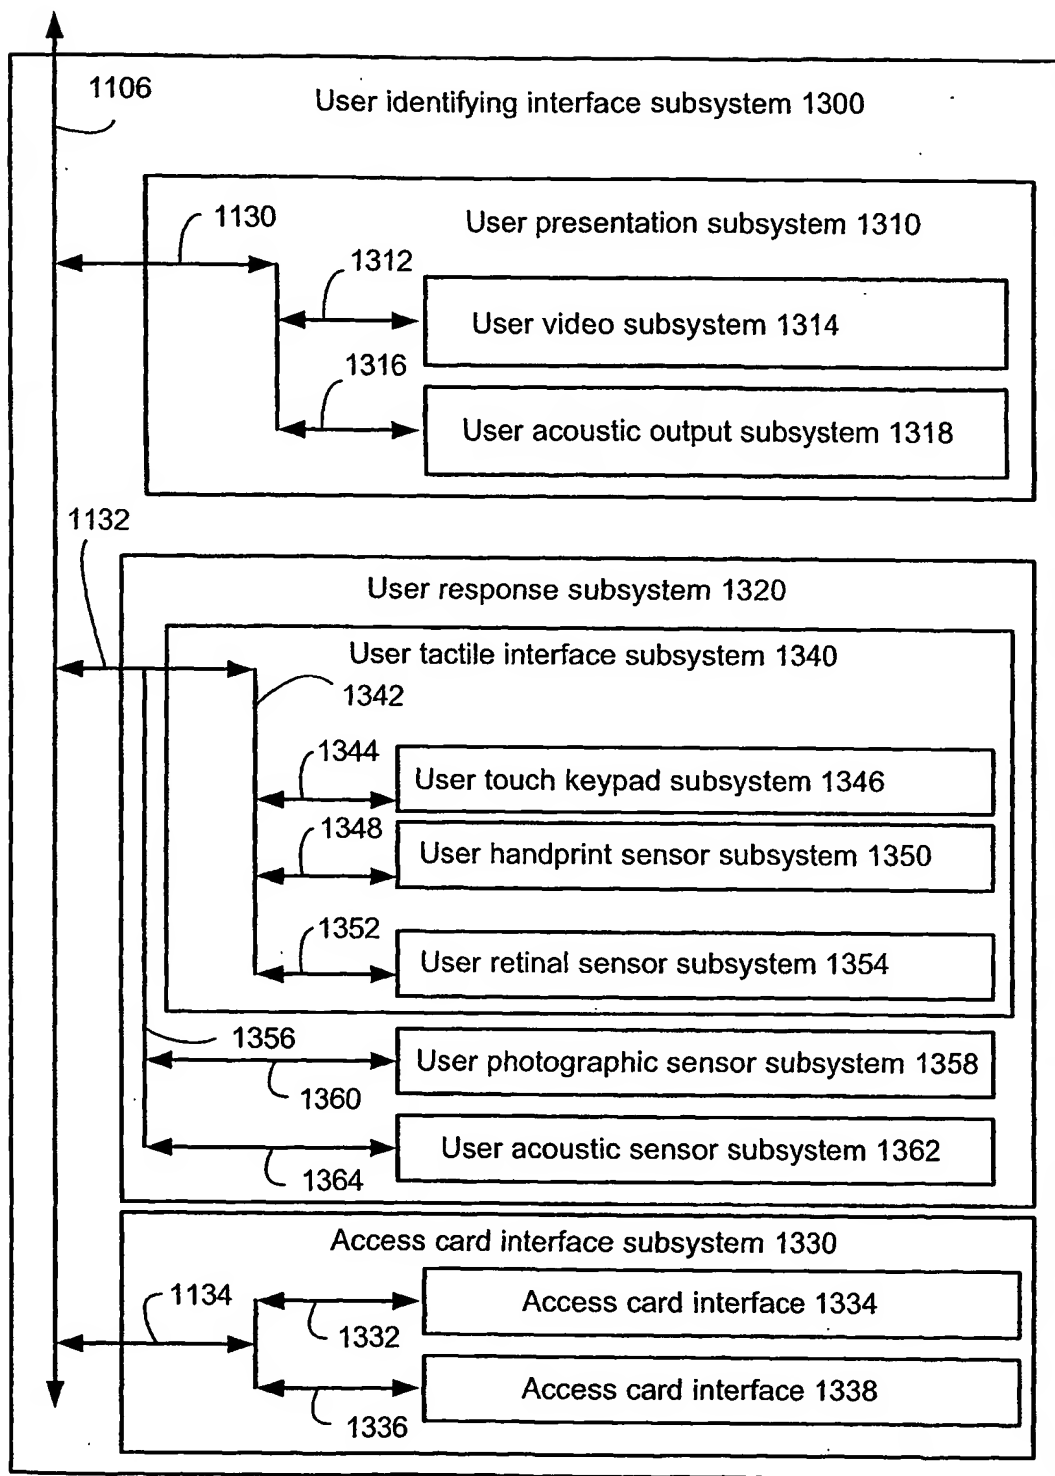 1106
User identifying interface subsystem 1300
1130
User presentation subsystem 1310
1312
User video subsystem 1314
1316
User acoustic output subsystem 1318
1132
User response subsystem 1320
User tactile interface subsystem 1340
1342
1344
User touch keypad subsystem 1346
1348
User handprint sensor subsystem 1350
1352
User retinal sensor subsystem 1354
1356
User photographic sensor subsystem 1358
1360
User acoustic sensor subsystem 1362
1364
Access card interface subsystem 1330
1134
Access card interface 1334
1332
Access card interface 1338
1336